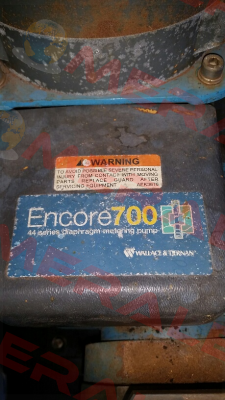 WARNING
TO AVOID POSSIBLE SEVERE PERSONAL
INJURY FROM CONTACT WITH MOVING
PARTS REPLACE GUARD AFTER
SERVICING EQUIPMENT
Encore700
44 series diaphragm metering pump
WALLACE & TIERNAN